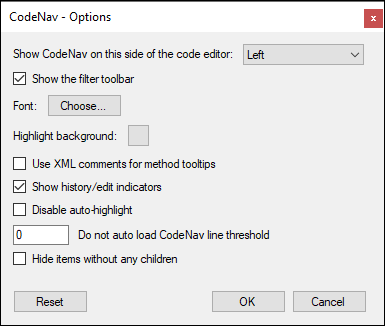 CodeNav - Options
Show CodeNav on this side of the code editor: Left
Show the filter toolbar
Font: Choose...
Highlight background:
Use XML comments for method tooltips
Show history/edit indicators
Disable auto-highlight
0 Do not auto load CodeNav line threshold
Hide items without any children
Reset OK Cancel